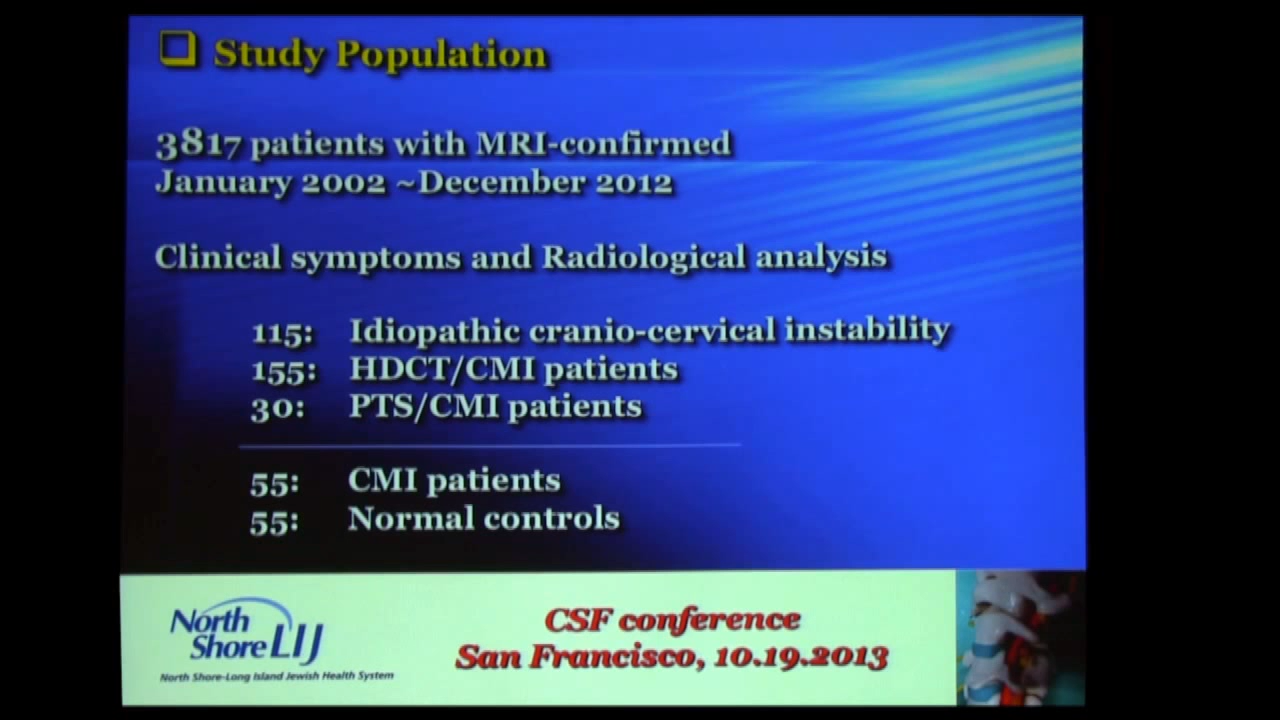 Study Population
3817 patients with MRI-confirmed
January 2002 ~December 2012
Clinical symptoms and Radiological analysis
115: Idiopathic cranio-cervical instability
155: HDCT/CMI patients
30: PTS/CMI patients
55: CMI patients
55: Normal controls
North
Shore LIJ
North Shore-Long Island Jewish Health System
CSF conference
San Francisco, 10.19.2013